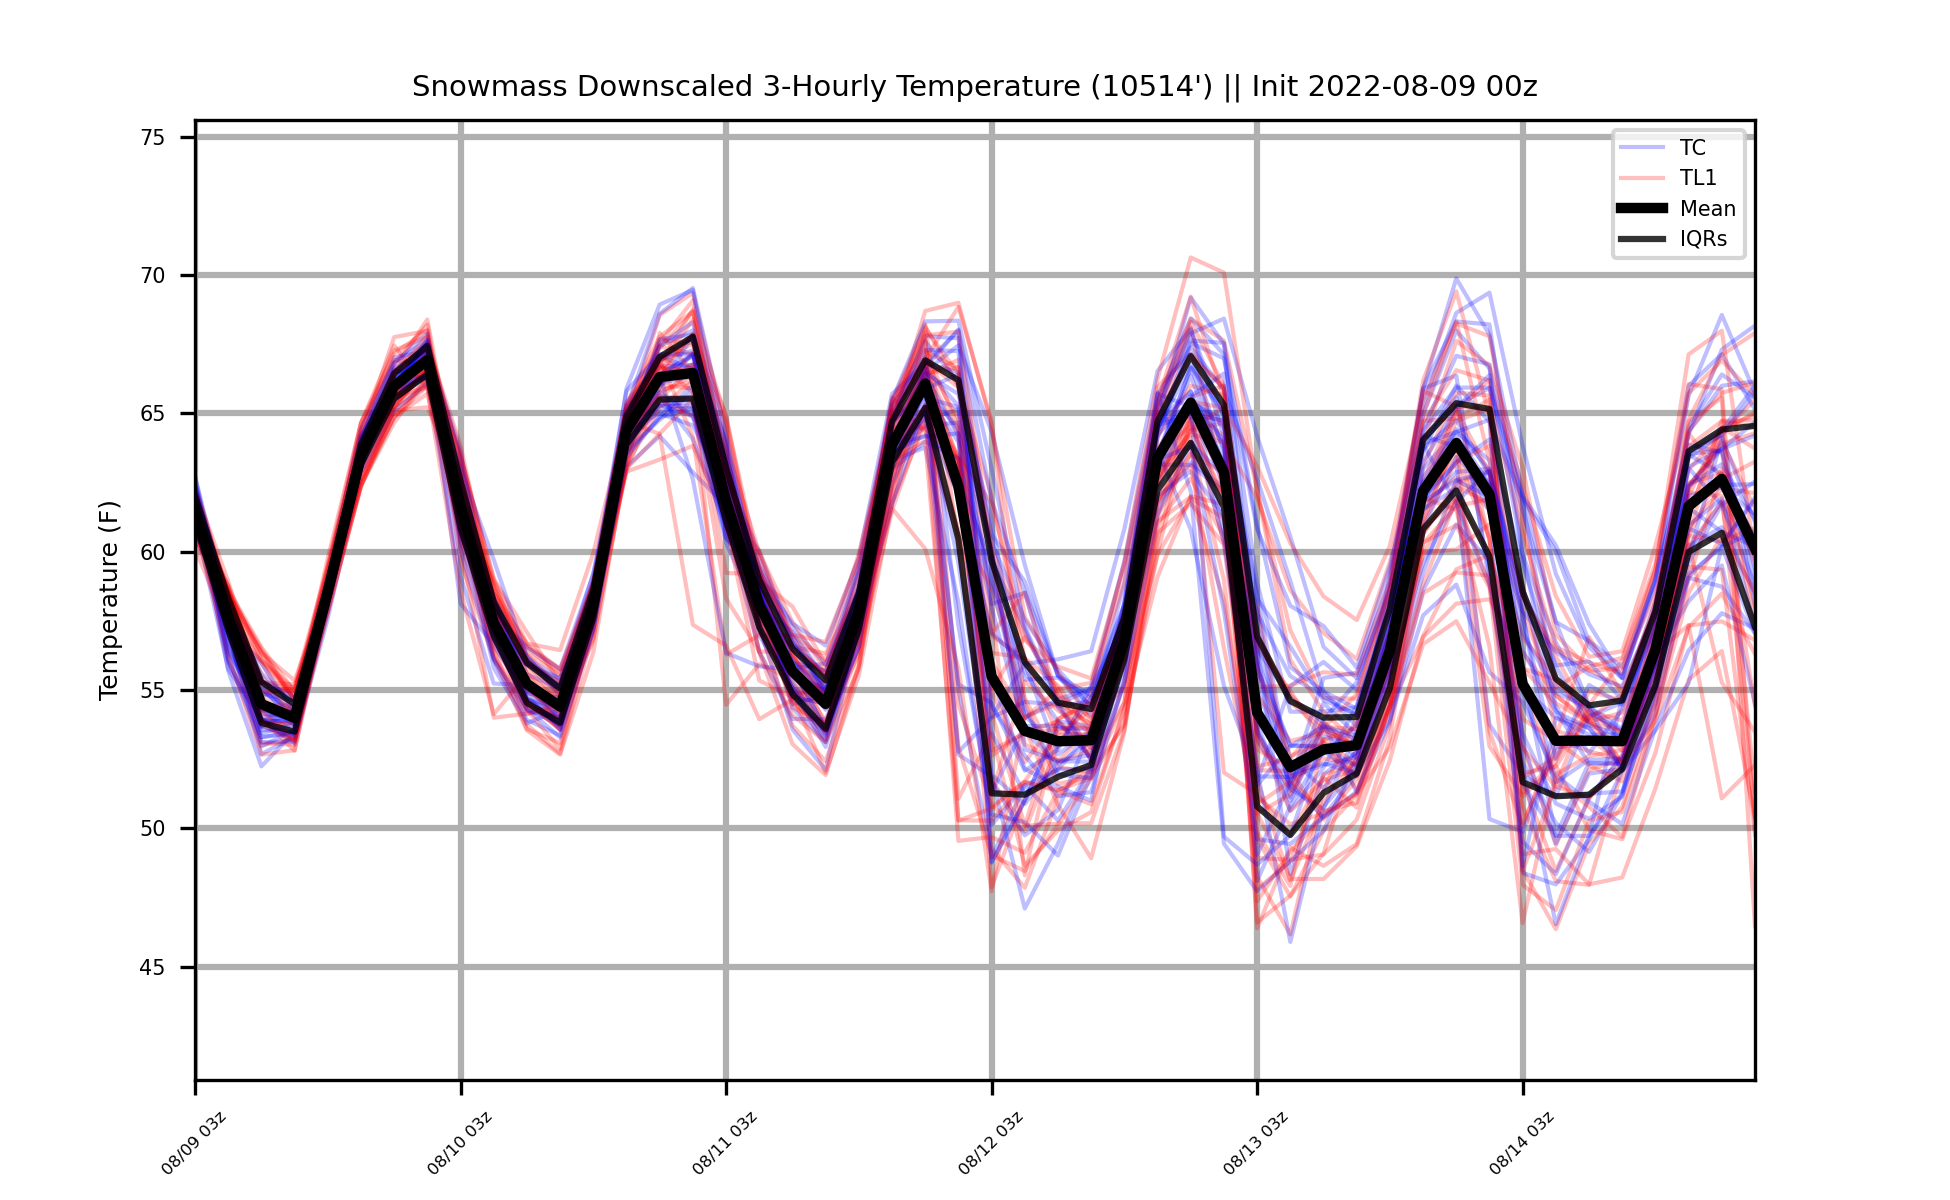 Snowmass Downscaled 3-Hourly Temperature (10514') || Init 2022-08-09 00z
TC
TL1
Mean
IQRs
Temperature (F)
75
70
65
60
55
50
45
08/09 03z
08/10 03z
08/11 03z
08/12 03z
08/13 03z
08/14 03z